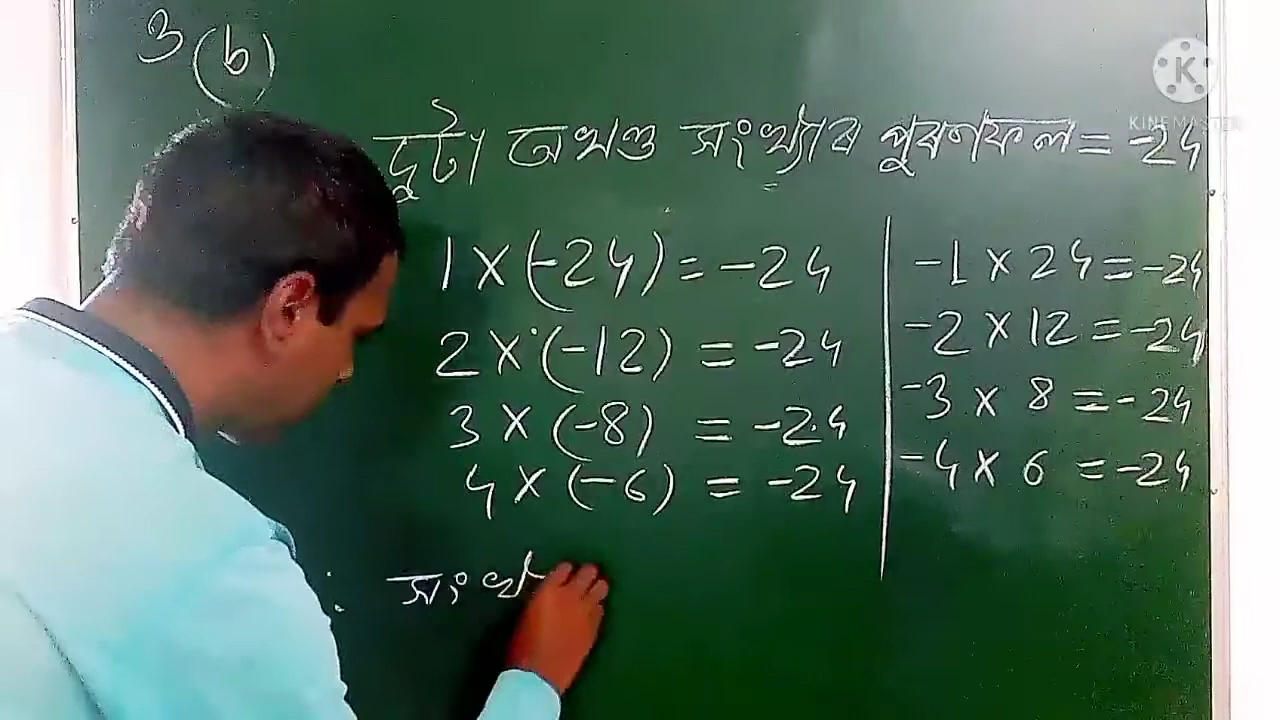 3 (b)
দুটা অখণ্ড সংখ্যাৰ পুৰণফল = -24
1 × (-24) = -24
2 × (-12) = -24
3 × (-8) = -24
4 × (-6) = -24
-1 × 24 = -24
-2 × 12 = -24
-3 × 8 = -24
-4 × 6 = -24
K
KINEMASTER